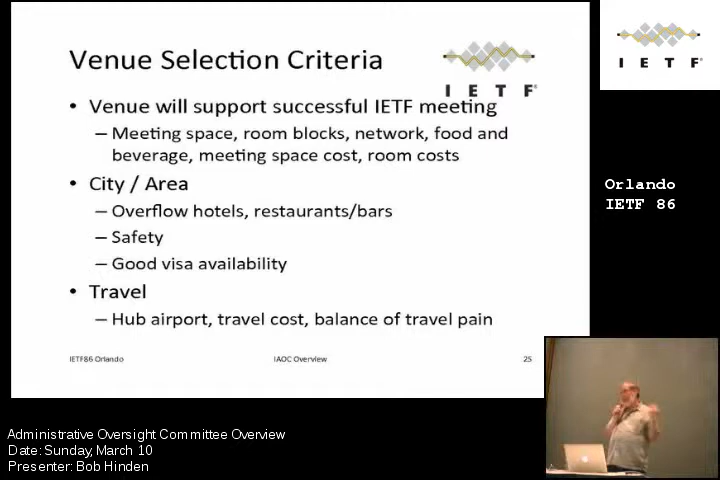 Venue Selection Criteria
IETF
• Venue will support successful IETF meeting
– Meeting space, room blocks, network, food and
beverage, meeting space cost, room costs
• City / Area
– Overflow hotels, restaurants/bars
– Safety
– Good visa availability
• Travel
– Hub airport, travel cost, balance of travel pain
IETF86 Orlando IAOC Overview 25
I E T F
Orlando
IETF 86
Administrative Oversight Committee Overview
Date: Sunday, March 10
Presenter: Bob Hinden